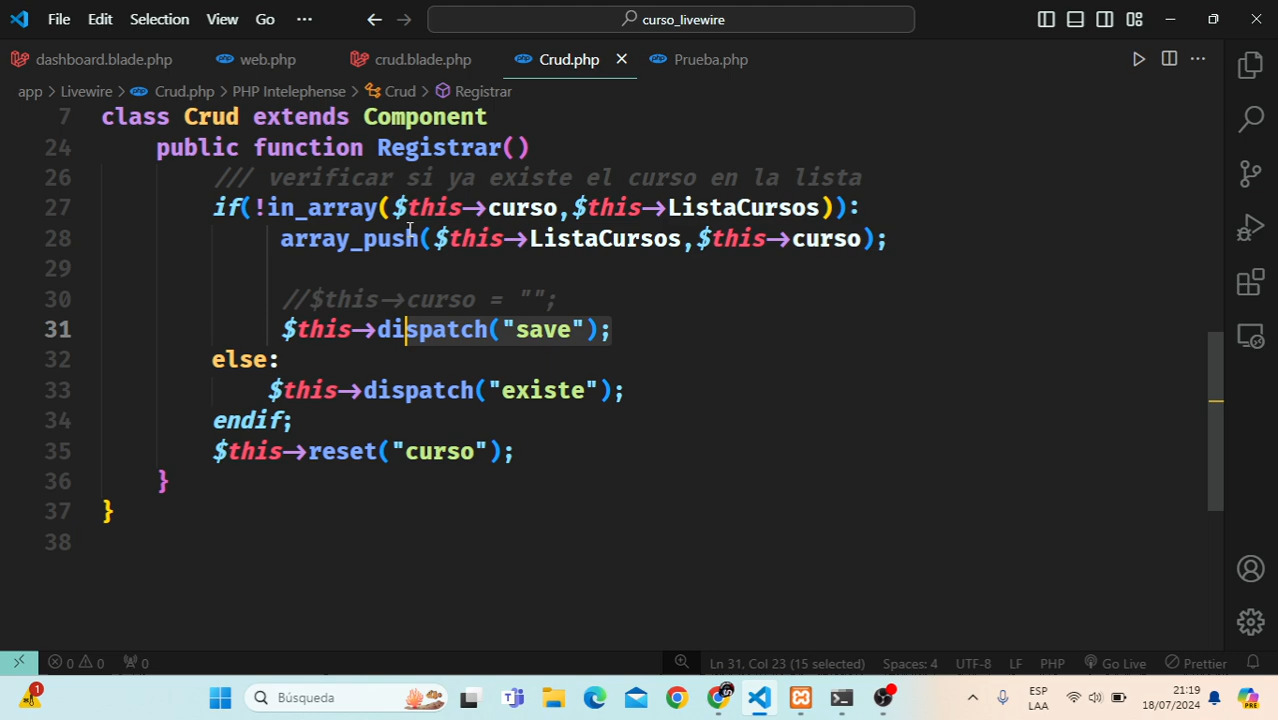 File Edit Selection View Go ··· curso_livewire
dashboard.blade.php web.php crud.blade.php Crud.php Prueba.php
app > Livewire > Crud.php > PHP Intelephense > Crud > Registrar
7 class Crud extends Component
24 public function Registrar()
26 /// verificar si ya existe el curso en la lista
27 if(!in_array($this->curso,$this->ListaCursos)):
28 array_push($this->ListaCursos,$this->curso);
29
30 //$this->curso = "";
31 $this->dispatch("save");
32 else:
33 $this->dispatch("existe");
34 endif;
35 $this->reset("curso");
36 }
37 }
38
0 0 0 Ln 31, Col 23 (15 selected) Spaces: 4 UTF-8 LF PHP Go Live Prettier
1 Búsqueda ESP LAA 21:19 18/07/2024 PRE